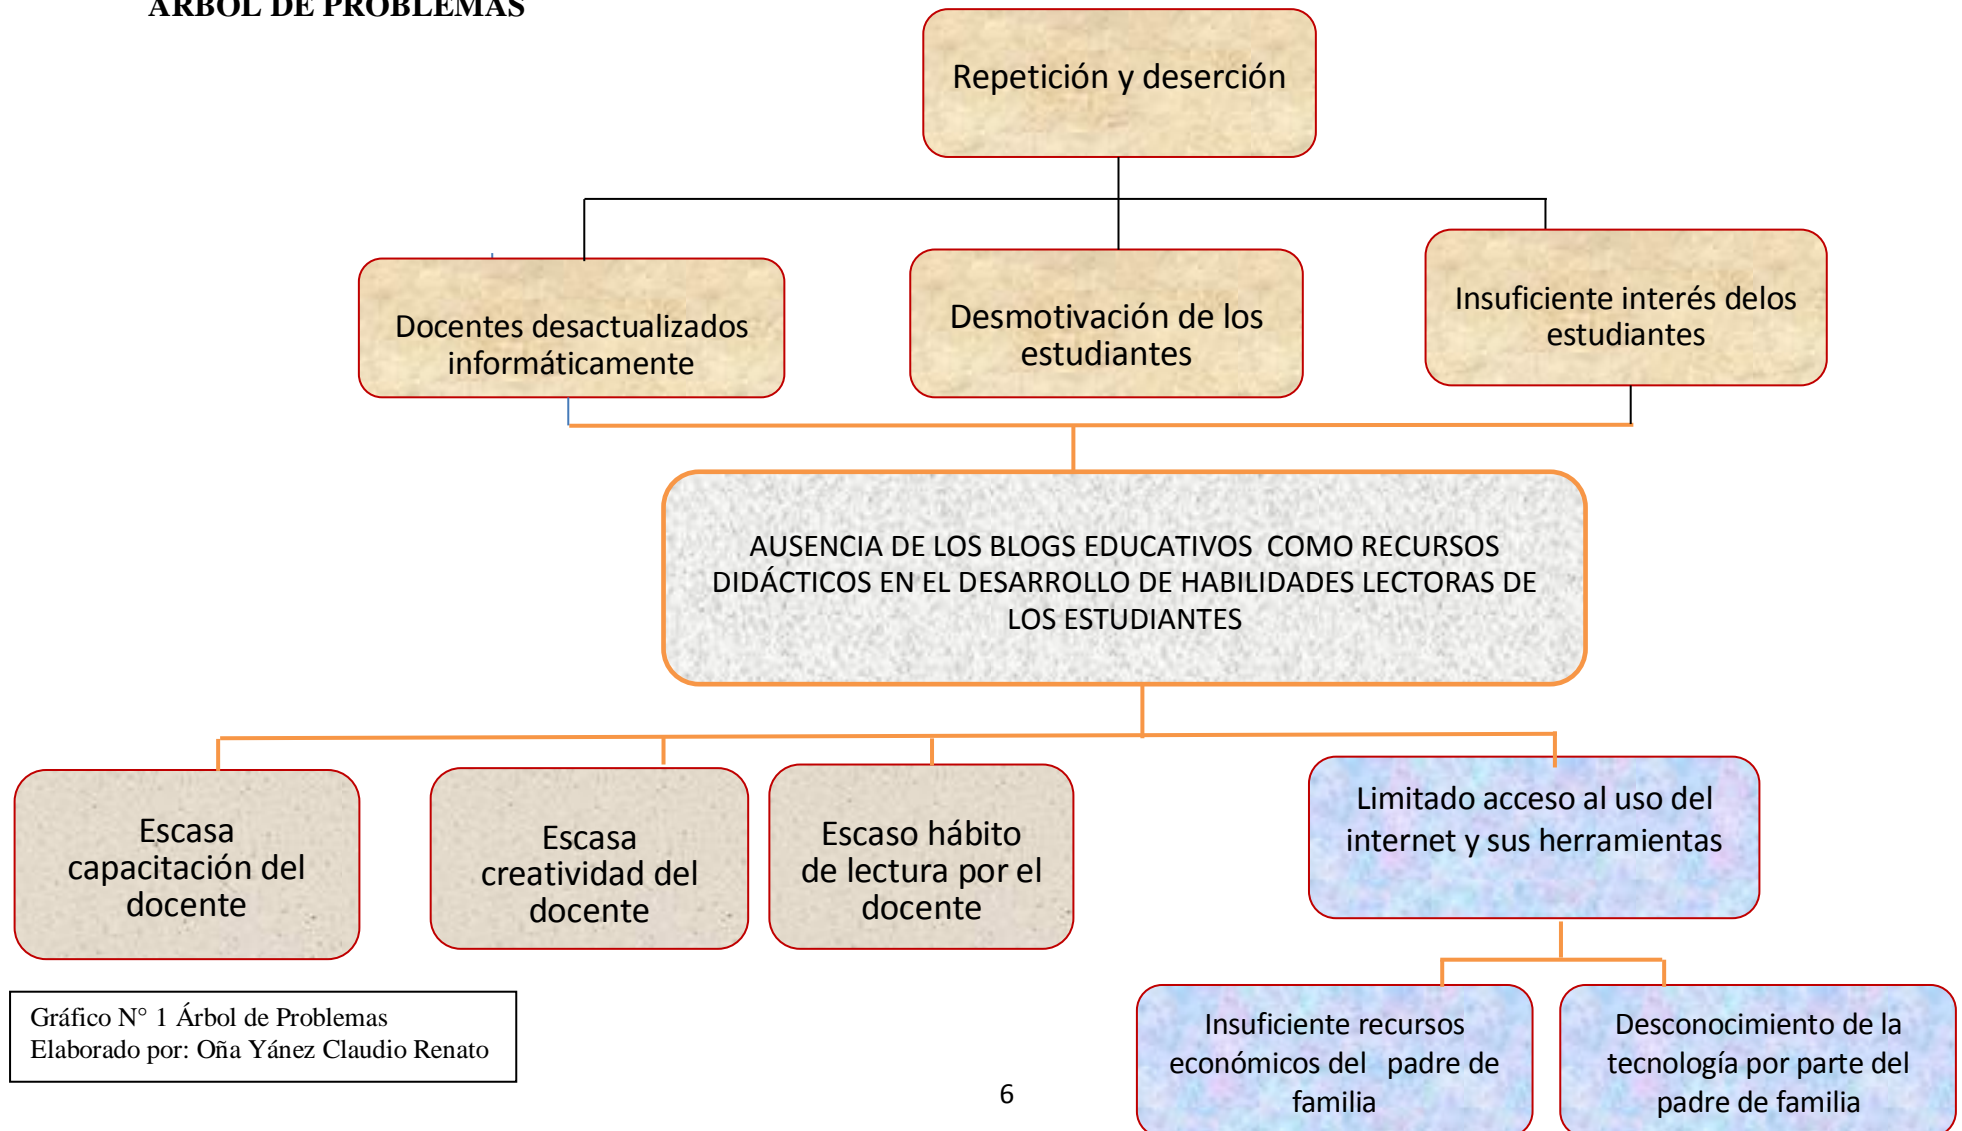 ÁRBOL DE PROBLEMAS
Repetición y deserción
Docentes desactualizados
informáticamente
Desmotivación de los
estudiantes
Insuficiente interés delos
estudiantes
AUSENCIA DE LOS BLOGS EDUCATIVOS COMO RECURSOS
DIDÁCTICOS EN EL DESARROLLO DE HABILIDADES LECTORAS DE
LOS ESTUDIANTES
Escasa
capacitación del
docente
Escasa
creatividad del
docente
Escaso hábito
de lectura por el
docente
Limitado acceso al uso del
internet y sus herramientas
Insuficiente recursos
económicos del padre de
familia
Desconocimiento de la
tecnología por parte del
padre de familia
Gráfico N° 1 Árbol de Problemas
Elaborado por: Oña Yánez Claudio Renato
6